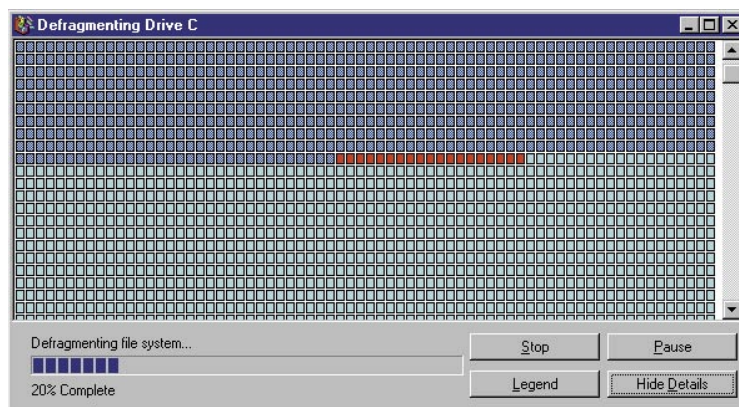 Defragmenting Drive C
Defragmenting file system...
Stop
Pause
20% Complete
Legend
Hide Details